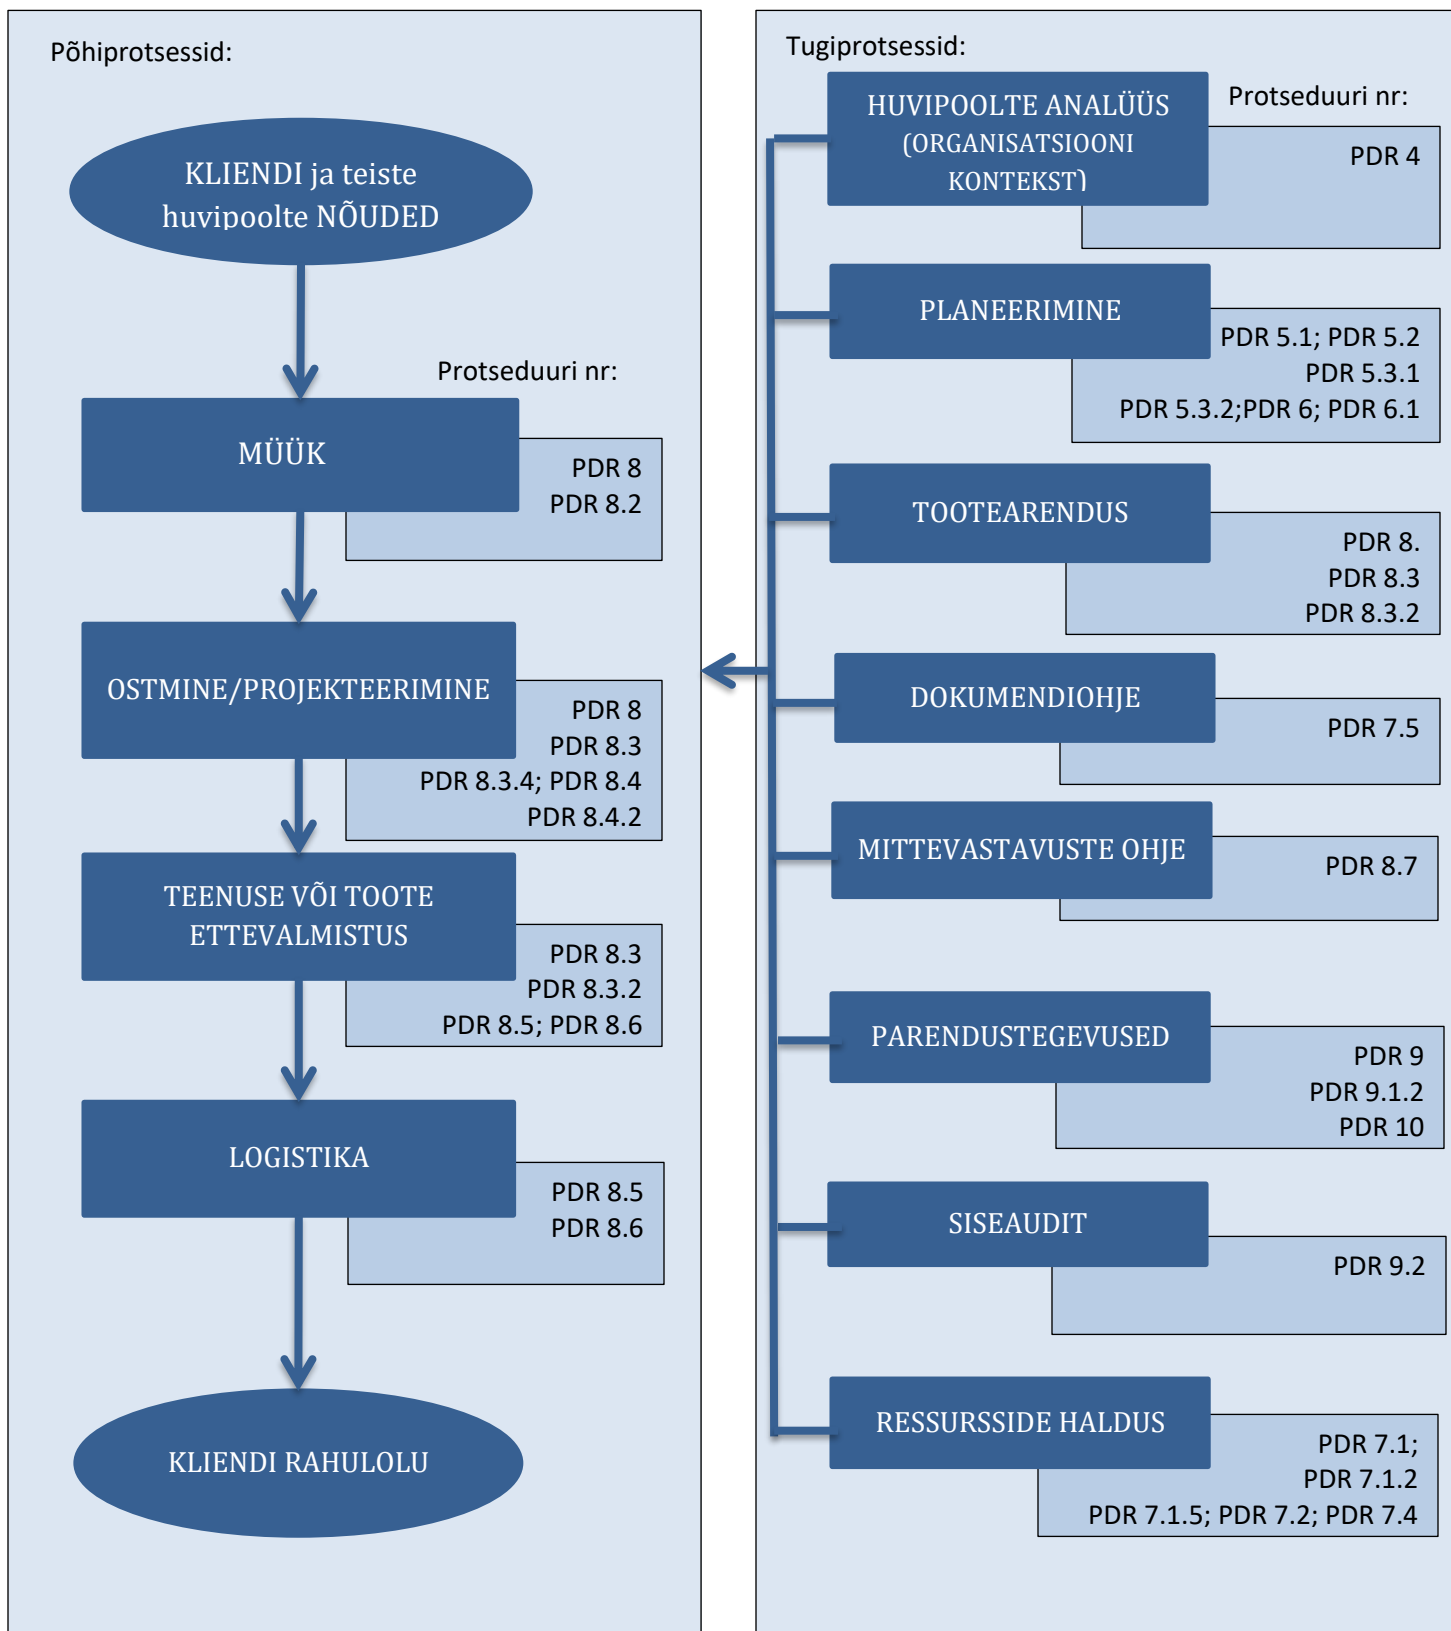 Põhiprotsessid:
KLIENDI ja teiste
huvipoolte NÕUDED
Protseduuri nr:
MÜÜK
PDR 8
PDR 8.2
OSTMINE/PROJEKTEERIMINE
PDR 8
PDR 8.3
PDR 8.3.4; PDR 8.4
PDR 8.4.2
TEENUSE VÕI TOOTE
ETTEVALMISTUS
PDR 8.3
PDR 8.3.2
PDR 8.5; PDR 8.6
LOGISTIKA
PDR 8.5
PDR 8.6
KLIENDI RAHULOLU
Tugiprotsessid:
HUVIPOOLTE ANALÜÜS
(ORGANISATSIOONI
KONTEKST)
Protseduuri nr:
PDR 4
PLANEERIMINE
PDR 5.1; PDR 5.2
PDR 5.3.1
PDR 5.3.2;PDR 6; PDR 6.1
TOOTEARENDUS
PDR 8.
PDR 8.3
PDR 8.3.2
DOKUMENDIOHJE
PDR 7.5
MITTEVASTAVUSTE OHJE
PDR 8.7
PARENDUSTEGEVUSED
PDR 9
PDR 9.1.2
PDR 10
SISEAUDIT
PDR 9.2
RESSURSSIDE HALDUS
PDR 7.1;
PDR 7.1.2
PDR 7.1.5; PDR 7.2; PDR 7.4